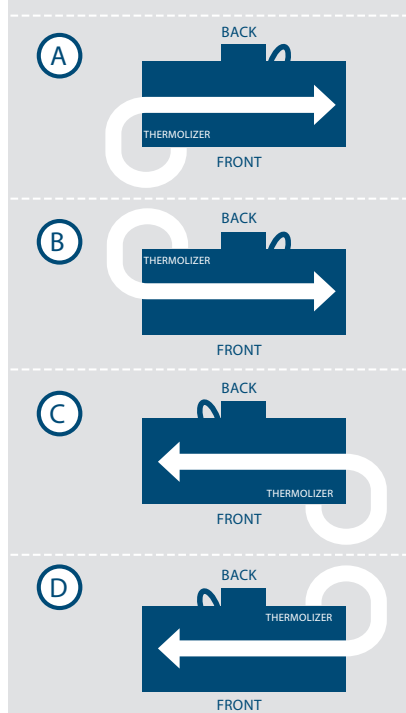 A
BACK
THERMOLIZER
FRONT
B
BACK
THERMOLIZER
FRONT
C
BACK
THERMOLIZER
FRONT
D
BACK
THERMOLIZER
FRONT